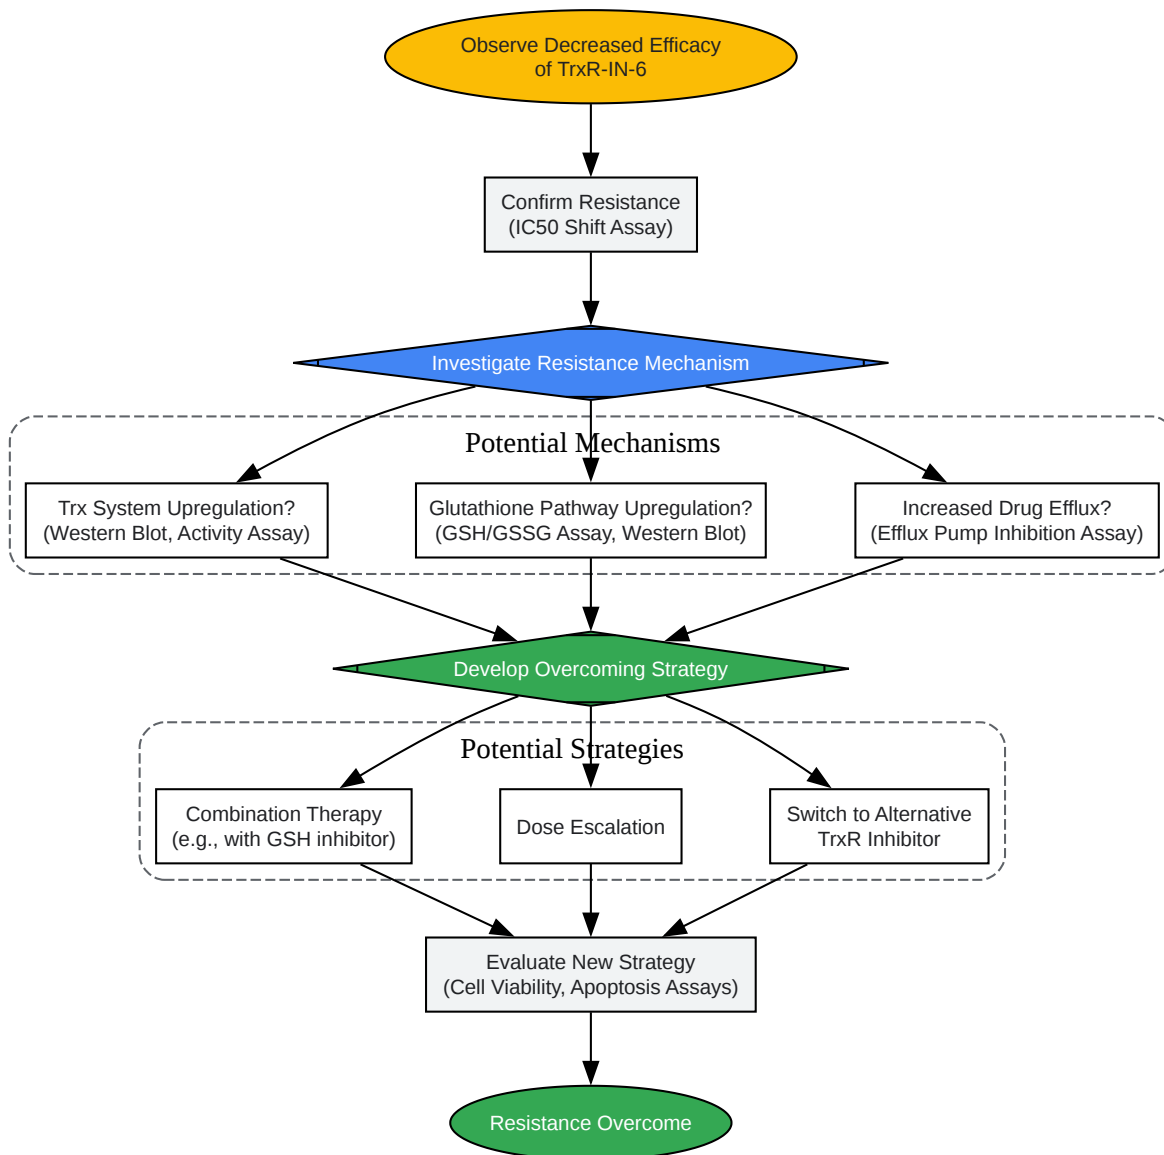 Observe Decreased Efficacy
of TrxR-IN-6
Confirm Resistance
(IC50 Shift Assay)
Investigate Resistance Mechanism
Potential Mechanisms
Trx System Upregulation?
(Western Blot, Activity Assay)
Glutathione Pathway Upregulation?
(GSH/GSSG Assay, Western Blot)
Increased Drug Efflux?
(Efflux Pump Inhibition Assay)
Develop Overcoming Strategy
Potential Strategies
Combination Therapy
(e.g., with GSH inhibitor)
Dose Escalation
Switch to Alternative
TrxR Inhibitor
Evaluate New Strategy
(Cell Viability, Apoptosis Assays)
Resistance Overcome